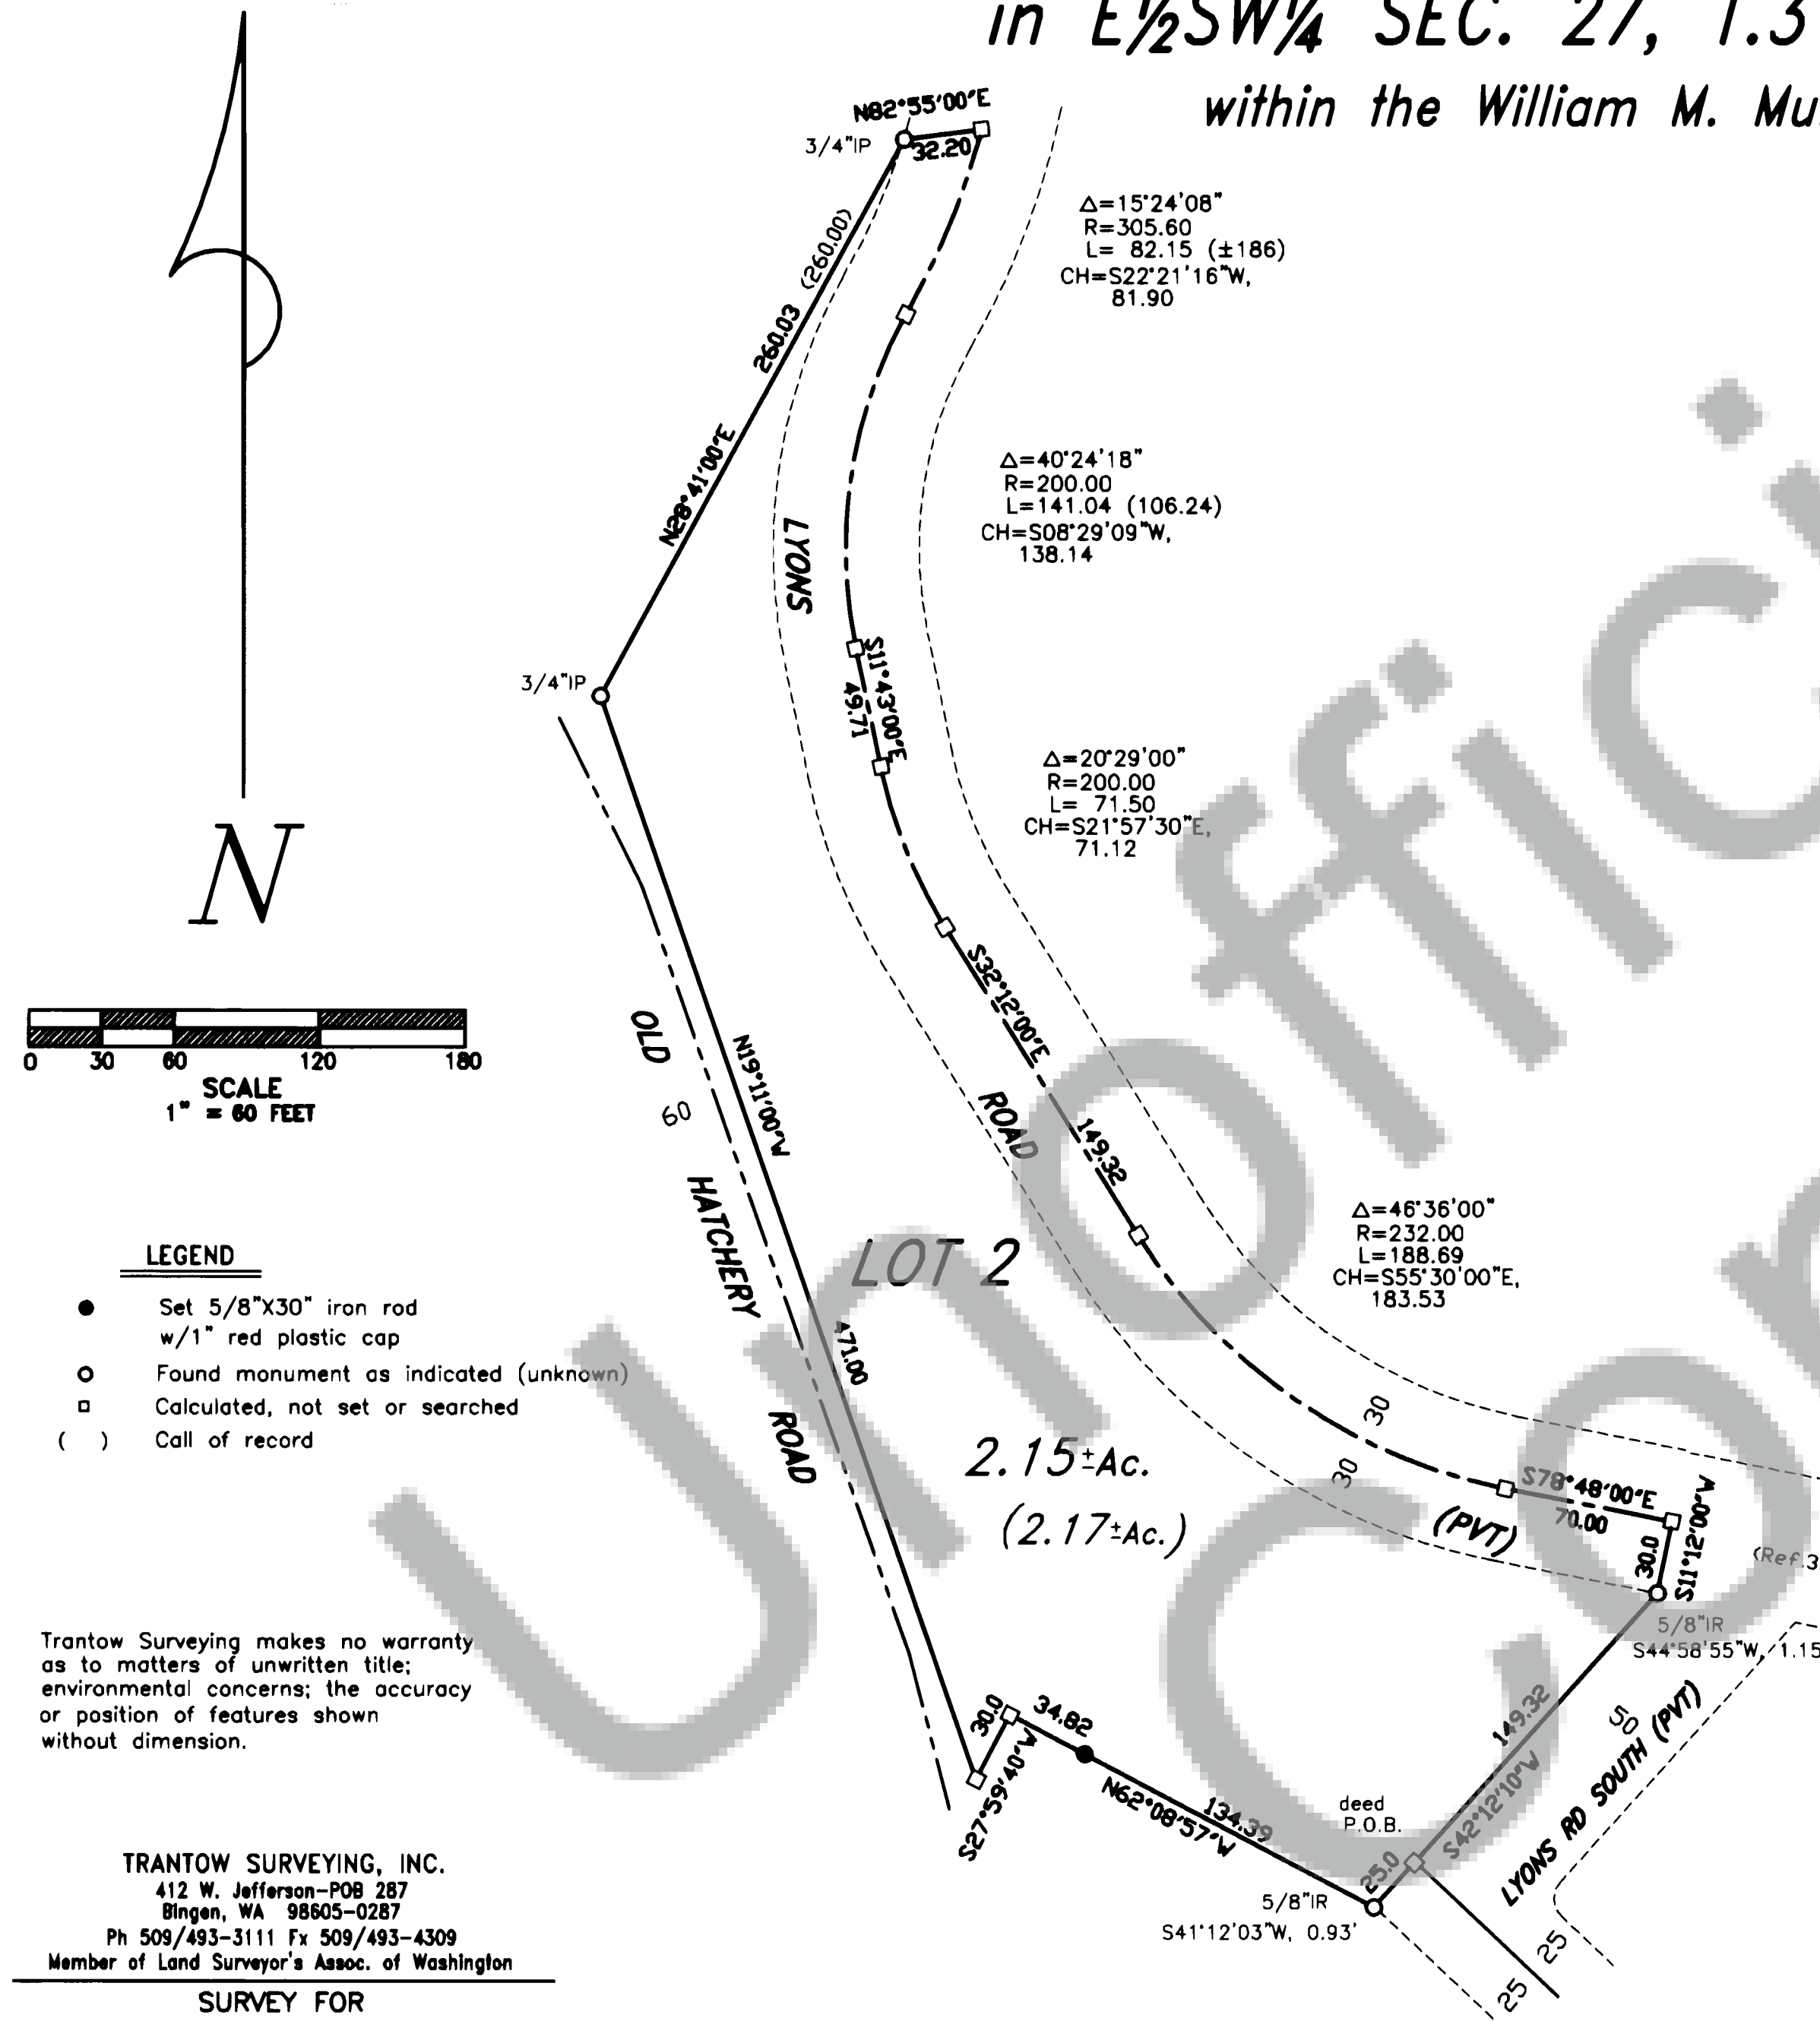 in E½SW¼ SEC. 27, T.3
within the William M. Mu
N82°55'00"E
3/4"IP
32.20
Δ=15°24'08"
R=305.60
L= 82.15 (±186)
CH=S22°21'16"W,
81.90
260.03 (260.00)
N28°41'00"E
Δ=40°24'18"
R=200.00
L=141.04 (106.24)
CH=S08°29'09"W,
138.14
LYONS
S11°43'00"E
49.71
3/4"IP
Δ=20°29'00"
R=200.00
L= 71.50
CH=S21°57'30"E,
71.12
N
0 30 60 120 180
SCALE
1" = 60 FEET
S32°12'00"E
149.32
OLD
60
HATCHERY
ROAD
N19°11'00"W
471.00
ROAD
LOT 2
Δ=46°36'00"
R=232.00
L=188.69
CH=S55°30'00"E,
183.53
LEGEND
Set 5/8"X30" iron rod
w/1" red plastic cap
Found monument as indicated (unknown)
Calculated, not set or searched
( ) Call of record
2.15±Ac.
(2.17±Ac.)
30
30
(PVT)
S78°48'00"E
70.00
30.0
S11°12'00"W
(Ref.3
5/8"IR
S44°58'55"W, 1.15
Trantow Surveying makes no warranty
as to matters of unwritten title;
environmental concerns; the accuracy
or position of features shown
without dimension.
30.0
34.82
S27°59'40"W
N62°08'57"W
134.39
deed
P.O.B.
149.32
S42°12'10"W
25.0
50
LYONS RD SOUTH (PVT)
5/8"IR
S41°12'03"W, 0.93'
25
25
TRANTOW SURVEYING, INC.
412 W. Jefferson-POB 287
Bingen, WA 98605-0287
Ph 509/493-3111 Fx 509/493-4309
Member of Land Surveyor's Assoc. of Washington
SURVEY FOR
Unoffici
Co